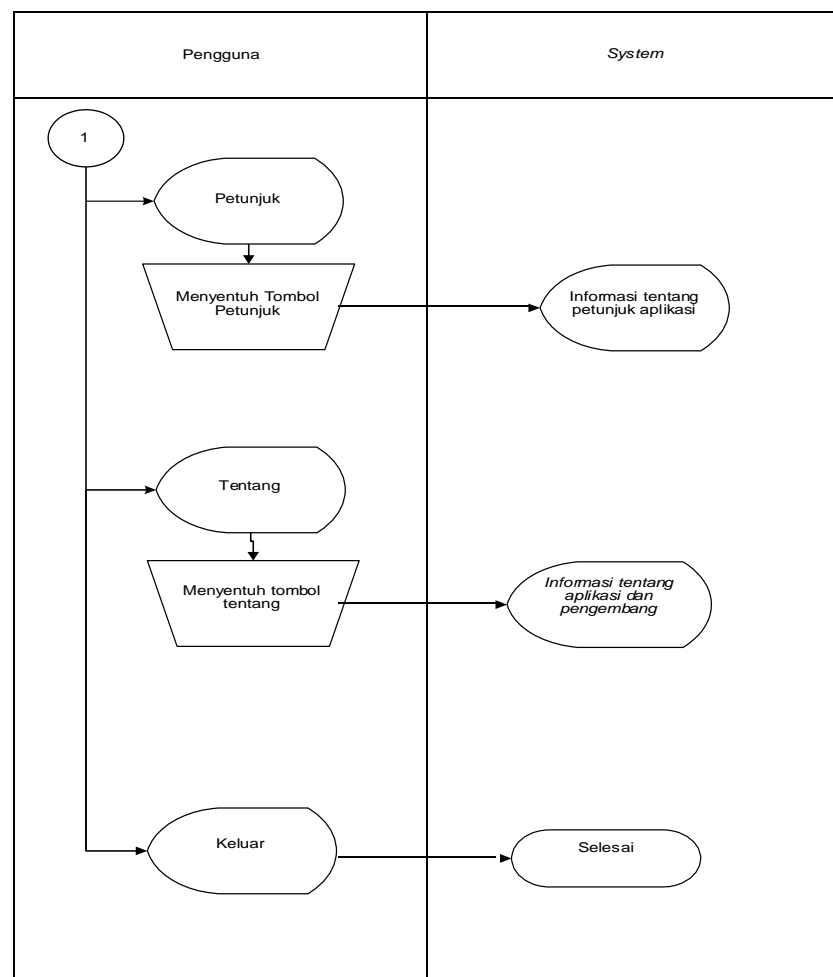 Pengguna
System
1
Petunjuk
Menyentuh Tombol
Petunjuk
Informasi tentang
petunjuk aplikasi
Tentang
Menyentuh tombol
tentang
Informasi tentang
aplikasi dan
pengembang
Keluar
Selesai